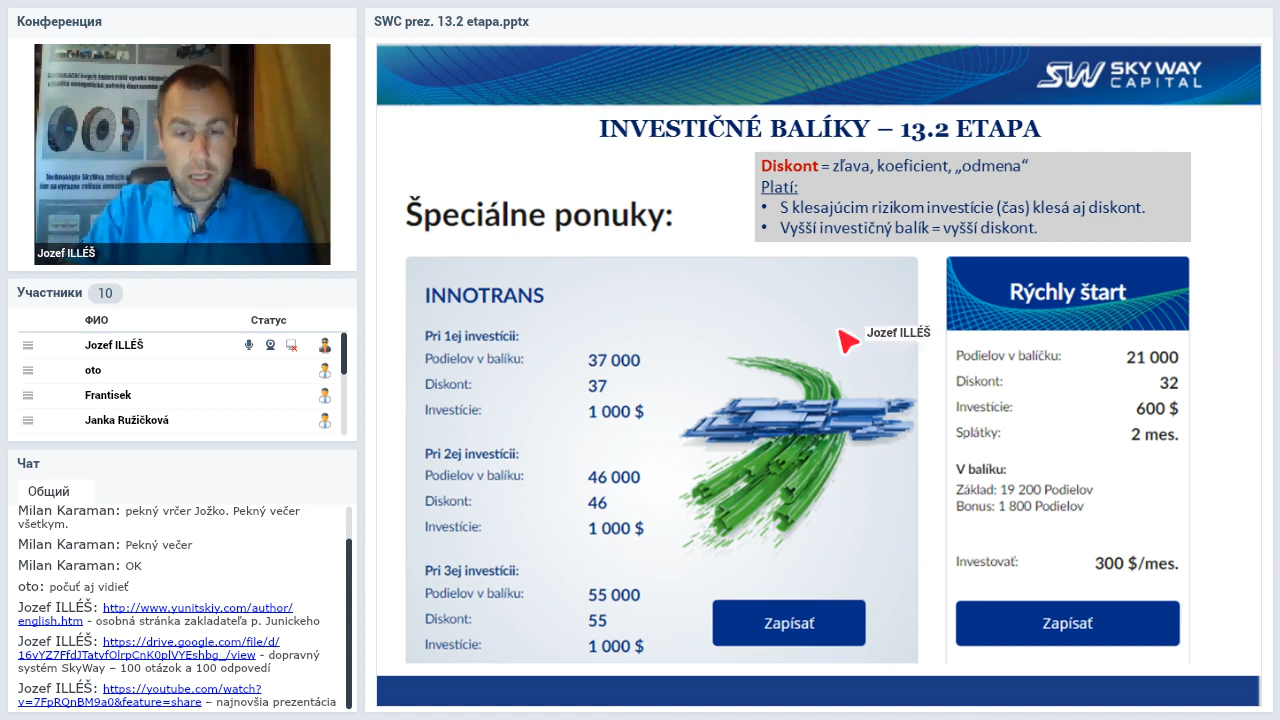 Конференция
Jozef ILLÉŠ
Участники 10
ФИО Статус
Jozef ILLÉŠ
oto
Frantisek
Janka Ružičková
Чат
Общий
Milan Karaman: pekný vrčer Jožko. Pekný večer
všetkym.
Milan Karaman: Pekný večer
Milan Karaman: OK
oto: počuť aj vidieť
Jozef ILLÉŠ: http://www.yunitskiy.com/author/
english.htm - osobná stránka zakladateľa p. Junickeho
Jozef ILLÉŠ: https://drive.google.com/file/d/
16vYZ7FfdJTatvfOlrpCnK0plVYEshbg_/view - dopravný
systém SkyWay – 100 otázok a 100 odpovedí
Jozef ILLÉŠ: https://youtube.com/watch?
v=7FpRQnBM9a0&feature=share – najnovšia prezentácia
SWC prez. 13.2 etapa.pptx
SW SKY WAY
CAPITAL
INVESTIČNÉ BALÍKY – 13.2 ETAPA
Diskont = zľava, koeficient, „odmena“
Platí:
• S klesajúcim rizikom investície (čas) klesá aj diskont.
• Vyšší investičný balík = vyšší diskont.
Špeciálne ponuky:
INNOTRANS
Pri 1ej investícii:
Podielov v balíku: 37 000
Diskont: 37
Investície: 1 000 $
Pri 2ej investícii:
Podielov v balíku: 46 000
Diskont: 46
Investície: 1 000 $
Pri 3ej investícii:
Podielov v balíku: 55 000
Diskont: 55
Investície: 1 000 $
Zapísať
Jozef ILLÉŠ
Rýchly štart
Podielov v balíčku: 21 000
Diskont: 32
Investície: 600 $
Splátky: 2 mes.
V balíku:
Základ: 19 200 Podielov
Bonus: 1 800 Podielov
Investovať: 300 $/mes.
Zapísať